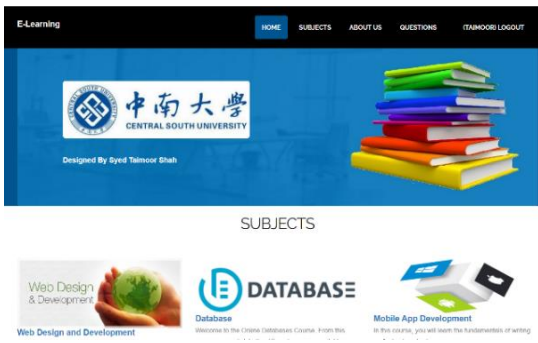 E-Learning
HOME SUBJECTS ABOUT US QUESTIONS (TAIMOOR) LOGOUT
中南大學
CENTRAL SOUTH UNIVERSITY
Designed By Syed Taimoor Shah
SUBJECTS
Web Design
& Development
DATABASE
Web Design and Development
Database
Mobile App Development
Welcome to the Online Databases Course. From this
In this course, you will learn the fundamentals of writing